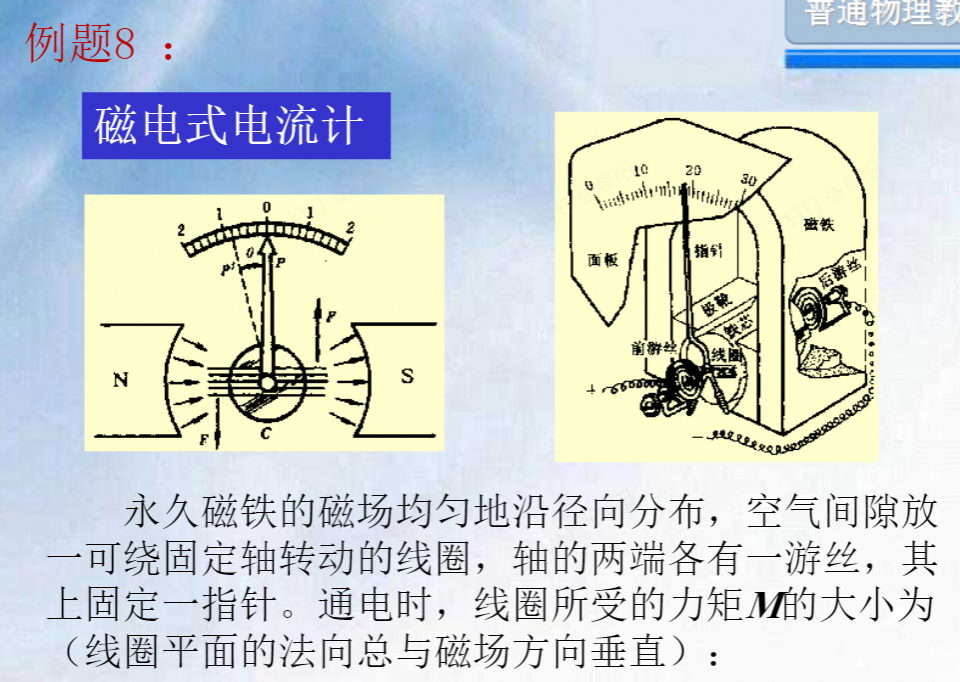 普通物理教
例题8 ：
磁电式电流计
2 1 0 1 2
θ
P' P
F
N S
F C
0 10 20 30
磁铁
面板 指针
后游丝
极靴
铁芯
前游丝 线圈
+
−
永久磁铁的磁场均匀地沿径向分布，空气间隙放
一可绕固定轴转动的线圈，轴的两端各有一游丝，其
上固定一指针。通电时，线圈所受的力矩M的大小为
（线圈平面的法向总与磁场方向垂直）：